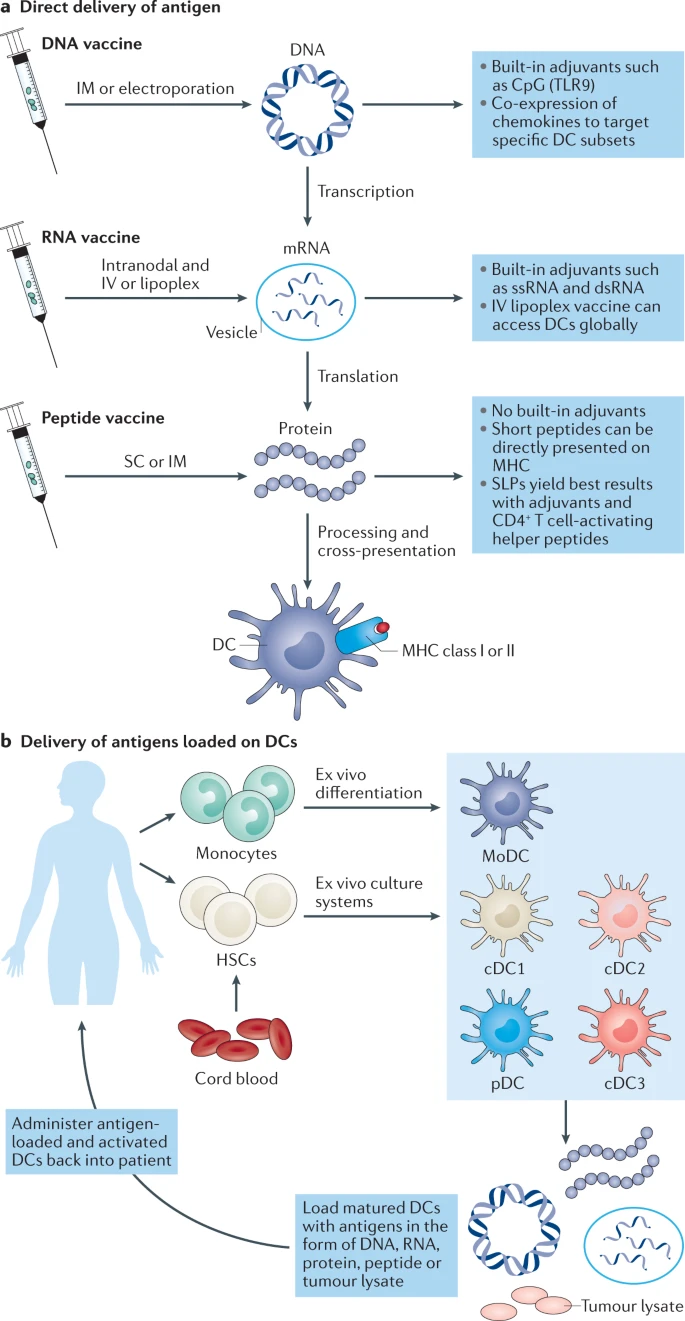 a Direct delivery of antigen
DNA vaccine
IM or electroporation
DNA
• Built-in adjuvants such
as CpG (TLR9)
• Co-expression of
chemokines to target
specific DC subsets
Transcription
RNA vaccine
Intranodal and
IV or lipoplex
mRNA
Vesicle
• Built-in adjuvants such
as ssRNA and dsRNA
• IV lipoplex vaccine can
access DCs globally
Translation
Peptide vaccine
SC or IM
Protein
• No built-in adjuvants
• Short peptides can be
directly presented on
MHC
• SLPs yield best results
with adjuvants and
CD4⁺ T cell-activating
helper peptides
Processing and
cross-presentation
DC
MHC class I or II
b Delivery of antigens loaded on DCs
Monocytes
Ex vivo
differentiation
MoDC
HSCs
Ex vivo culture
systems
cDC1
cDC2
pDC
cDC3
Cord blood
Administer antigen-
loaded and activated
DCs back into patient
Load matured DCs
with antigens in the
form of DNA, RNA,
protein, peptide or
tumour lysate
Tumour lysate